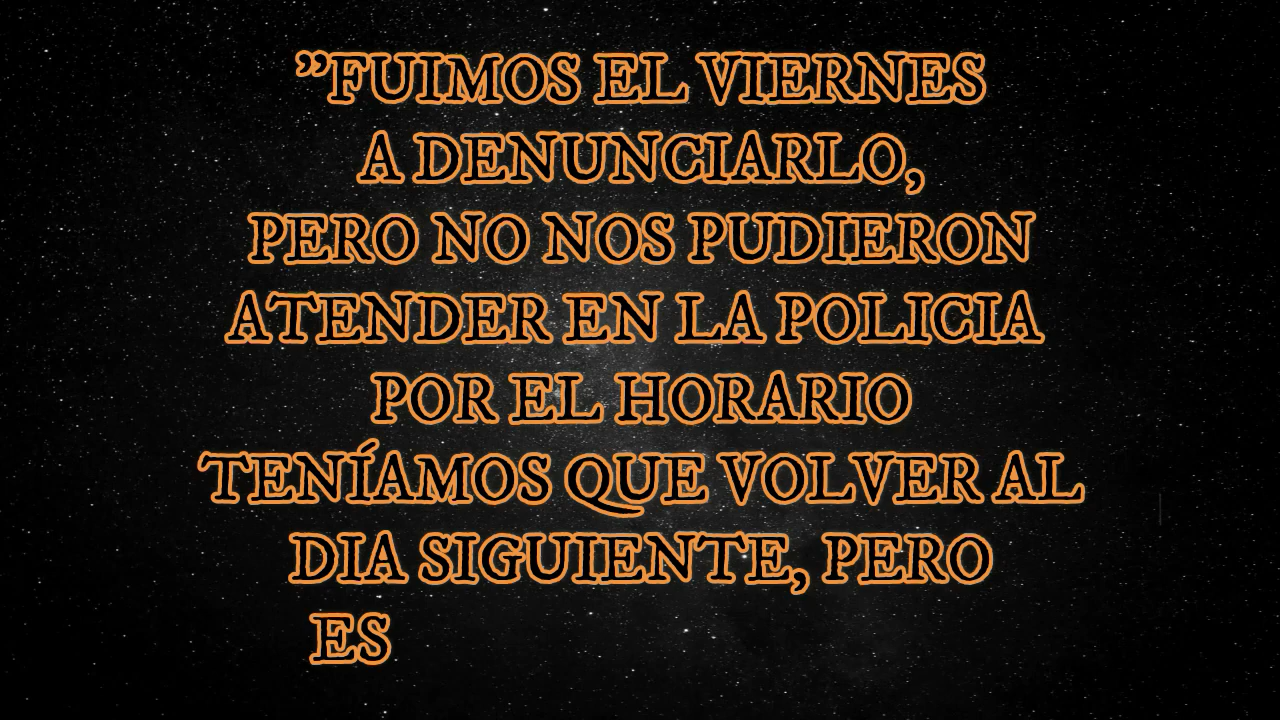 ”FUIMOS EL VIERNES
A DENUNCIARLO,
PERO NO NOS PUDIERON
ATENDER EN LA POLICIA
POR EL HORARIO
TENÍAMOS QUE VOLVER AL
DIA SIGUIENTE, PERO
ES